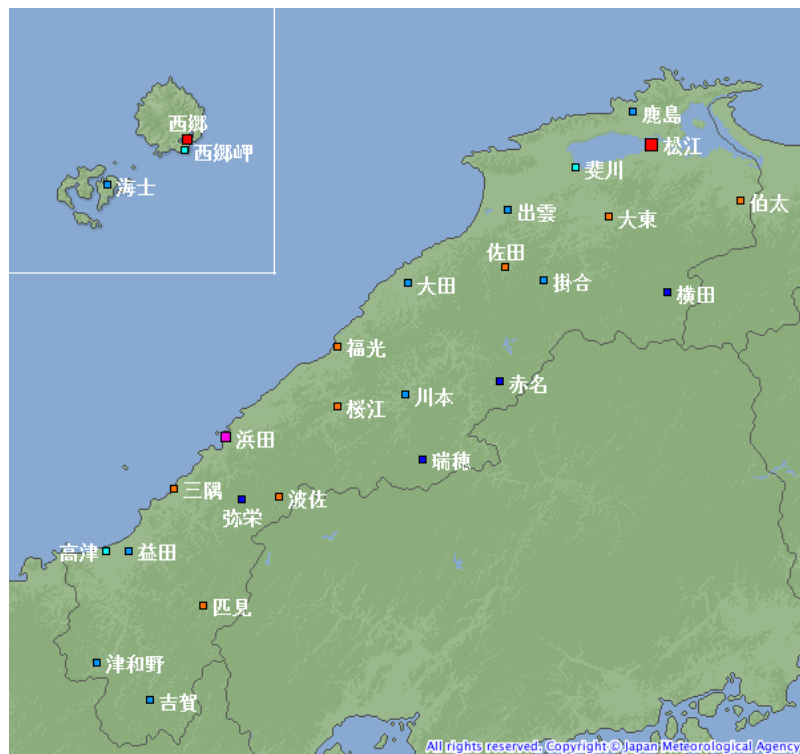 西郷
西郷岬
海士
鹿島
松江
斐川
伯太
出雲
大東
佐田
大田
掛合
横田
福光
赤名
川本
桜江
浜田
瑞穂
三隅
波佐
弥栄
高津
益田
匹見
津和野
吉賀
All rights reserved. Copyright © Japan Meteorological Agency